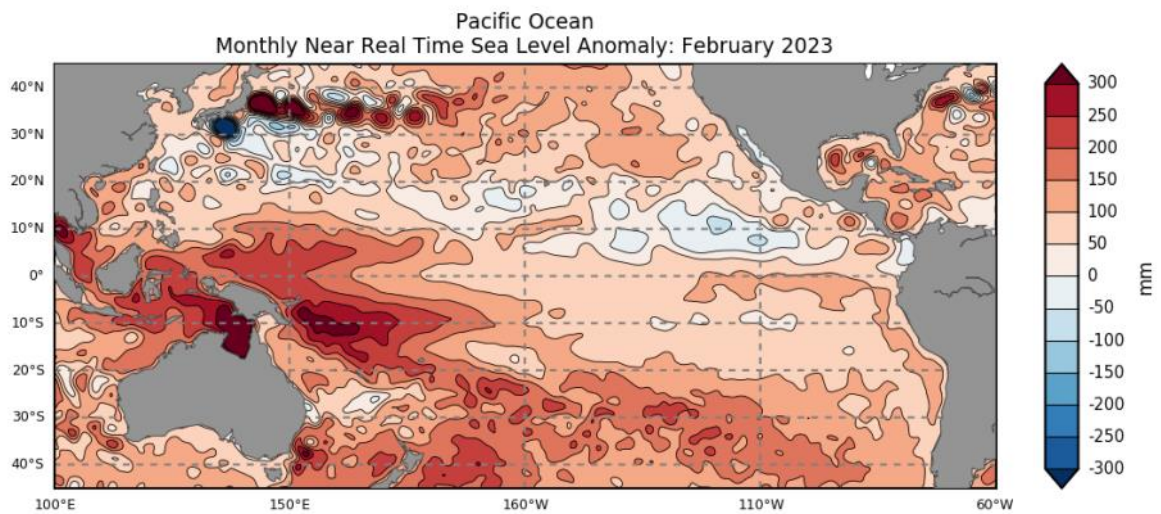 Pacific Ocean
Monthly Near Real Time Sea Level Anomaly: February 2023
40°N
30°N
20°N
10°N
0°
10°S
20°S
30°S
40°S
100°E
150°E
160°W
110°W
60°W
300
250
200
150
100
50
0
-50
-100
-150
-200
-250
-300
mm